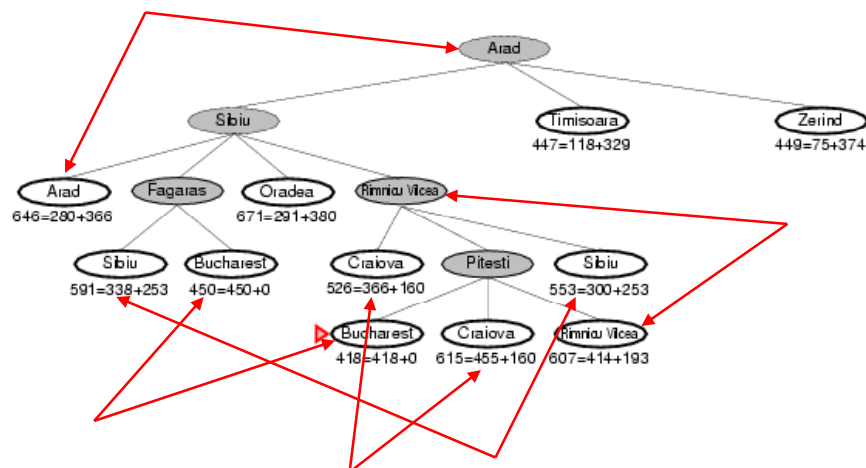 Arad
Sibiu
Timisoara
Zerind
447=118+329
449=75+374
Arad
Fagaras
Oradea
Rimnicu Vilcea
646=280+366
671=291+380
Sibiu
Bucharest
Craiova
Pitesti
Sibiu
591=338+253
450=450+0
526=366+160
553=300+253
Bucharest
Craiova
Rimnicu Vilcea
418=418+0
615=455+160
607=414+193